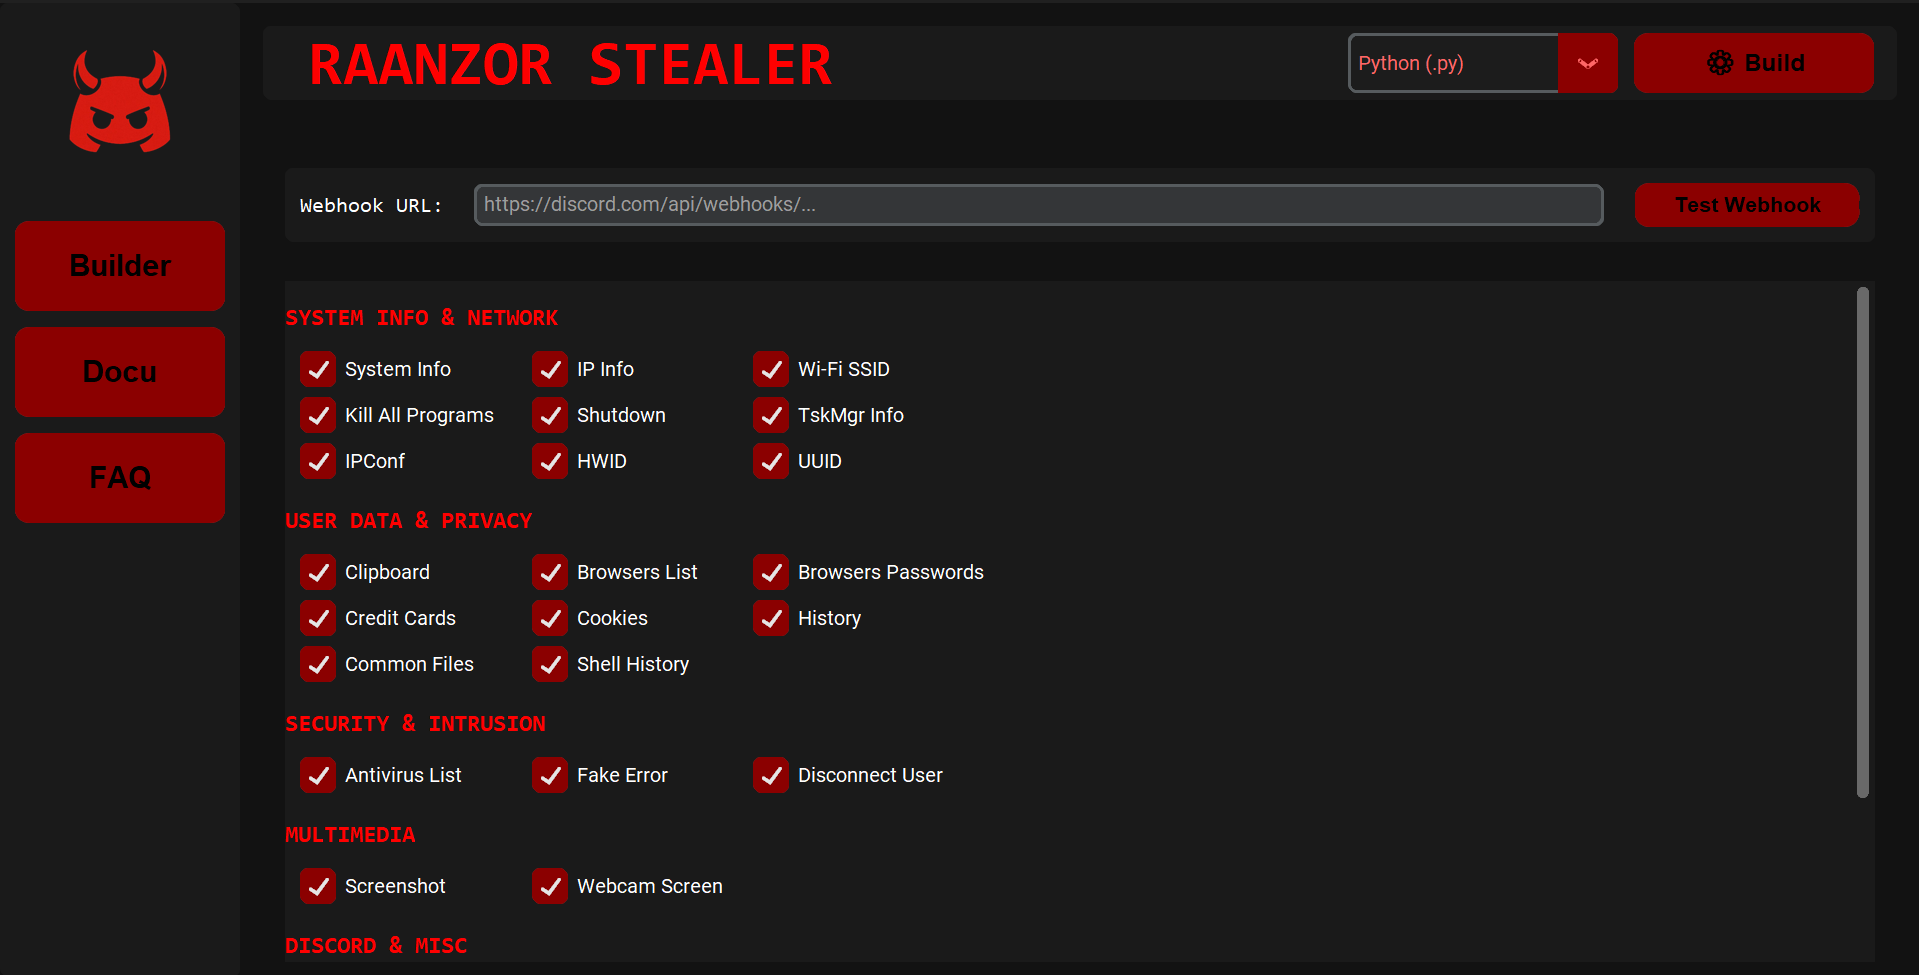 RAANZOR STEALER
Python (.py)
Build
Webhook URL:
https://discord.com/api/webhooks/...
Test Webhook
Builder
Docu
FAQ
SYSTEM INFO & NETWORK
System Info IP Info Wi-Fi SSID
Kill All Programs Shutdown TskMgr Info
IPConf HWID UUID
USER DATA & PRIVACY
Clipboard Browsers List Browsers Passwords
Credit Cards Cookies History
Common Files Shell History
SECURITY & INTRUSION
Antivirus List Fake Error Disconnect User
MULTIMEDIA
Screenshot Webcam Screen
DISCORD & MISC